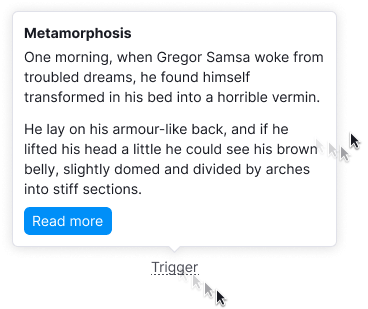 Metamorphosis
One morning, when Gregor Samsa woke from
troubled dreams, he found himself
transformed in his bed into a horrible vermin.
He lay on his armour-like back, and if he
lifted his head a little he could see his brown
belly, slightly domed and divided by arches
into stiff sections.
Read more
Trigger